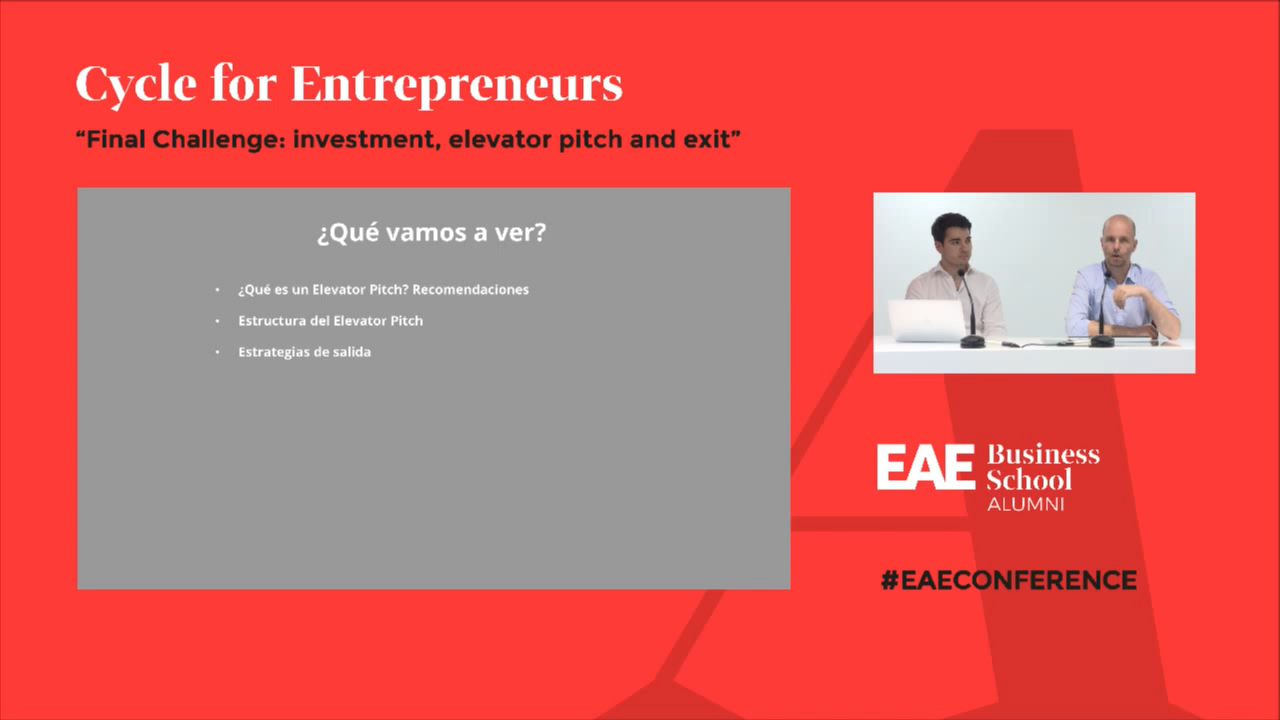 Cycle for Entrepreneurs
“Final Challenge: investment, elevator pitch and exit”
¿Qué vamos a ver?
• ¿Qué es un Elevator Pitch? Recomendaciones
• Estructura del Elevator Pitch
• Estrategias de salida
EAE Business
School
ALUMNI
#EAECONFERENCE